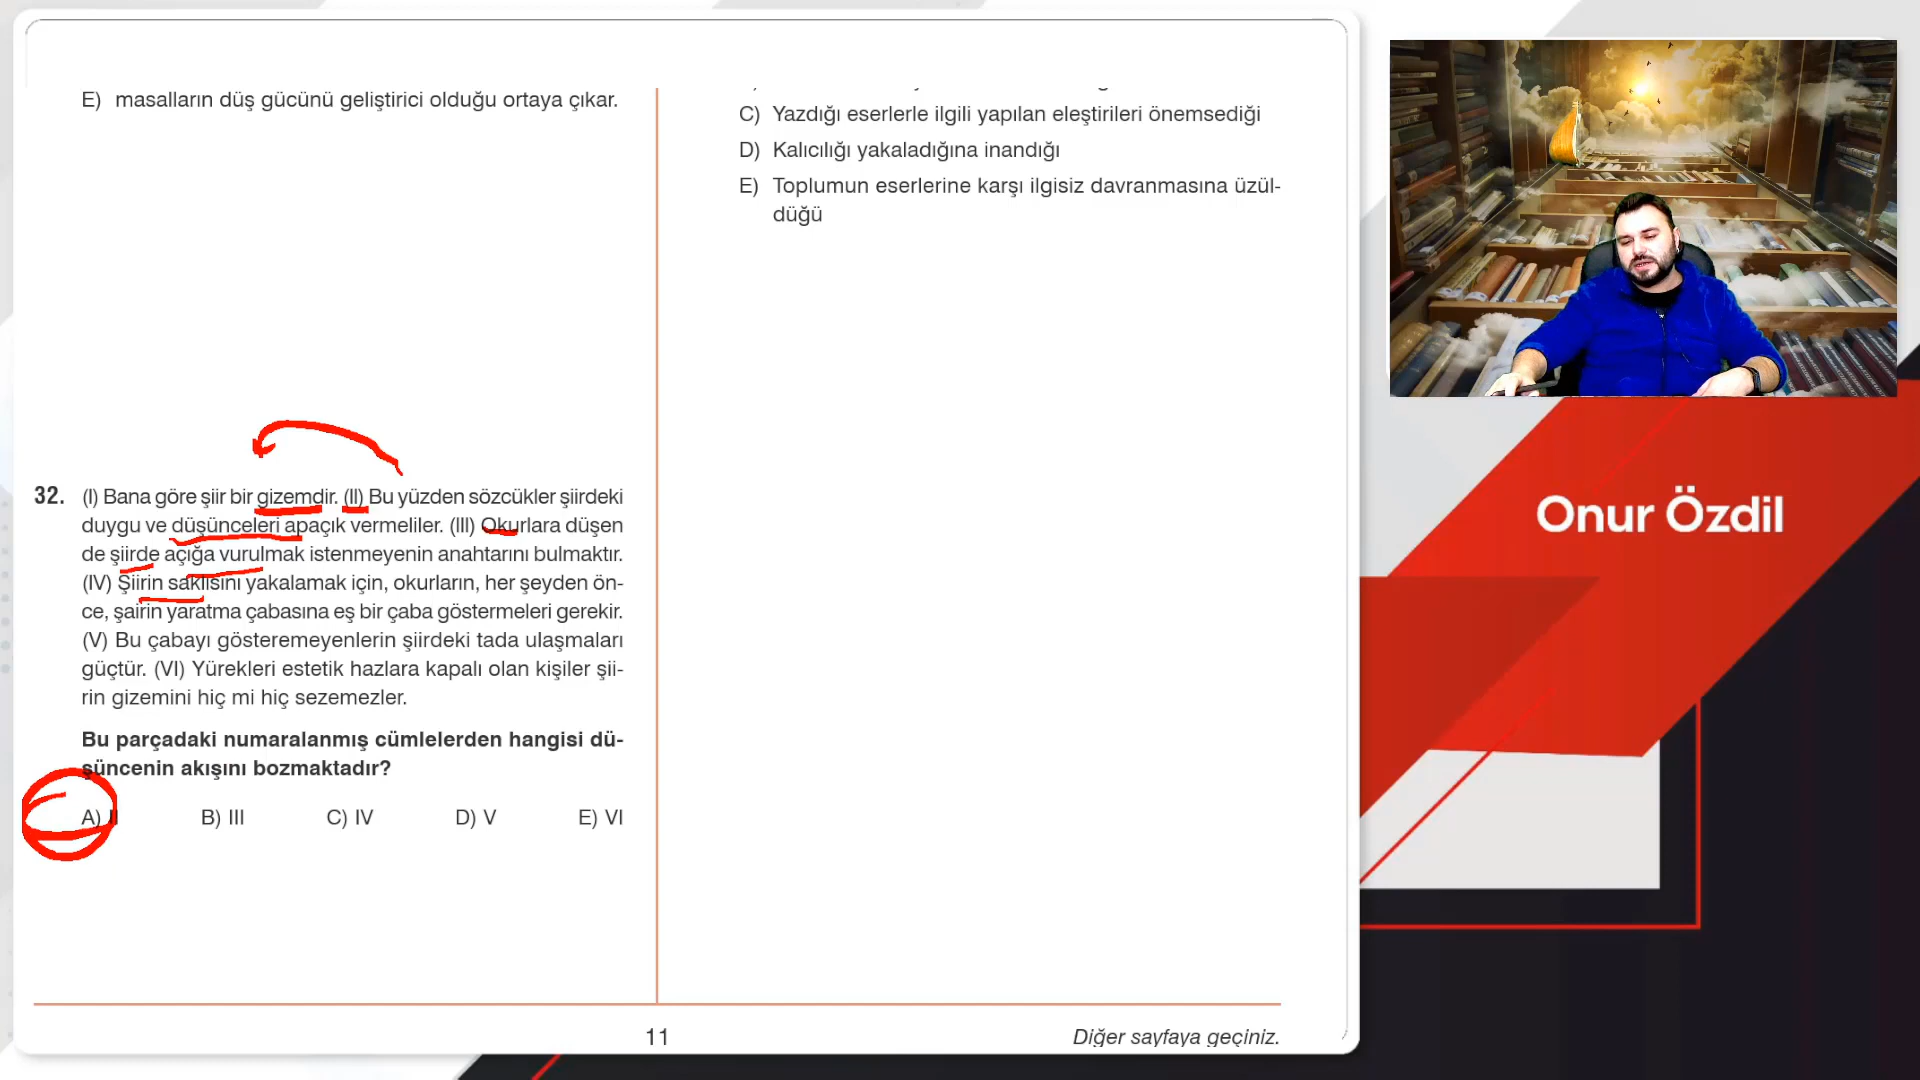 E) masalların düş gücünü geliştirici olduğu ortaya çıkar.
32. (I) Bana göre şiir bir gizemdir. (II) Bu yüzden sözcükler şiirdeki
duygu ve düşünceleri apaçık vermeliler. (III) Okurlara düşen
de şiirde açığa vurulmak istenmeyenin anahtarını bulmaktır.
(IV) Şiirin saklısını yakalamak için, okurların, her şeyden ön-
ce, şairin yaratma çabasına eş bir çaba göstermeleri gerekir.
(V) Bu çabayı gösteremeyenlerin şiirdeki tada ulaşmaları
güçtür. (VI) Yürekleri estetik hazlara kapalı olan kişiler şii-
rin gizemini hiç mi hiç sezemezler.
Bu parçadaki numaralanmış cümlelerden hangisi dü-
şüncenin akışını bozmaktadır?
A) II B) III C) IV D) V E) VI
C) Yazdığı eserlerle ilgili yapılan eleştirileri önemsediği
D) Kalıcılığı yakaladığına inandığı
E) Toplumun eserlerine karşı ilgisiz davranmasına üzül-
düğü
11
Diğer sayfaya geçiniz.
Onur Özdil